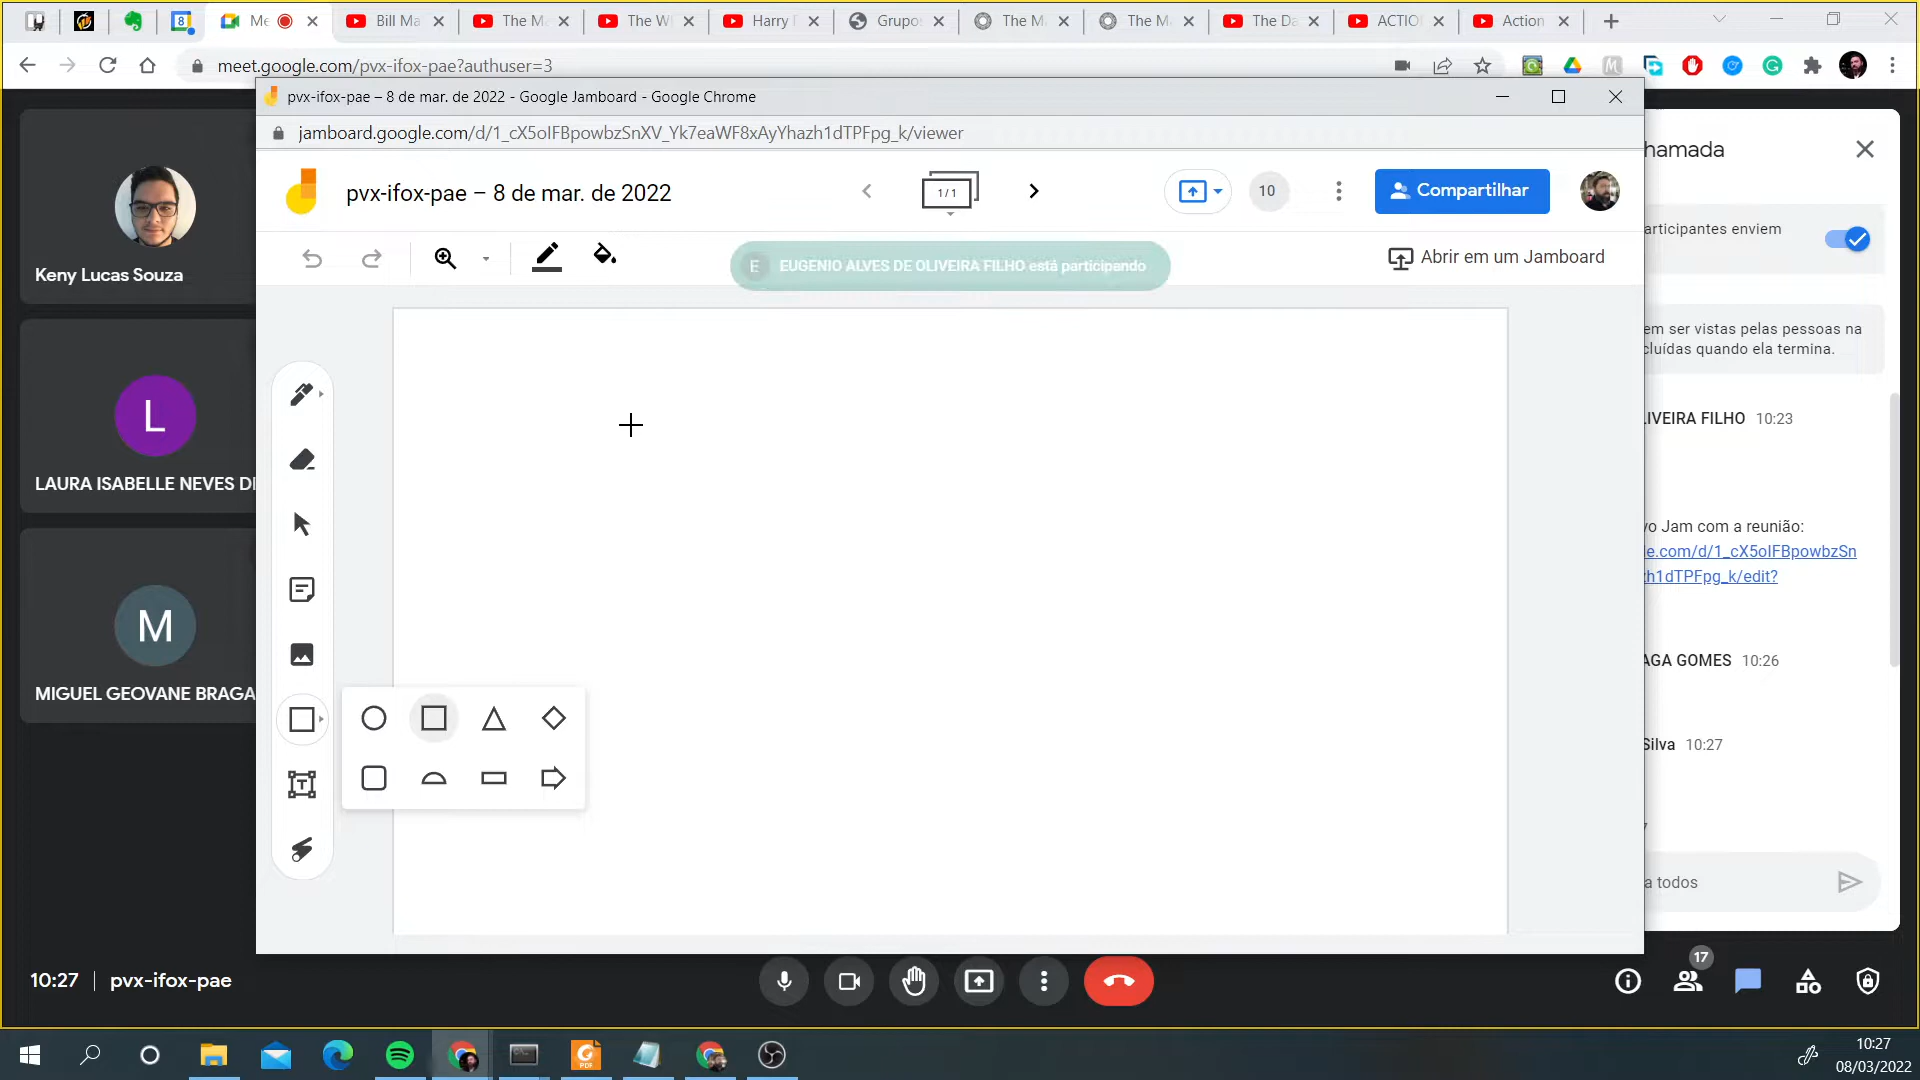 Me
Bill Ma
The M
The W
Harry
Grupo
The M
The M
The Da
ACTIO
Action
meet.google.com/pvx-ifox-pae?authuser=3
pvx-ifox-pae – 8 de mar. de 2022 - Google Jamboard - Google Chrome
jamboard.google.com/d/1_cX5oIFBpowbzSnXV_Yk7eaWF8xAyYhazh1dTPFpg_k/viewer
pvx-ifox-pae – 8 de mar. de 2022
1 / 1
10
Compartilhar
E EUGENIO ALVES DE OLIVEIRA FILHO está participando
Abrir em um Jamboard
Keny Lucas Souza
L
LAURA ISABELLE NEVES D
M
MIGUEL GEOVANE BRAGA
hamada
articipantes enviem
em ser vistas pelas pessoas na
cluídas quando ela termina.
LIVEIRA FILHO 10:23
vo Jam com a reunião:
e.com/d/1_cX5oIFBpowbzSn
zh1dTPFpg_k/edit?
AGA GOMES 10:26
Silva 10:27
a todos
10:27 | pvx-ifox-pae
17
10:27
08/03/2022